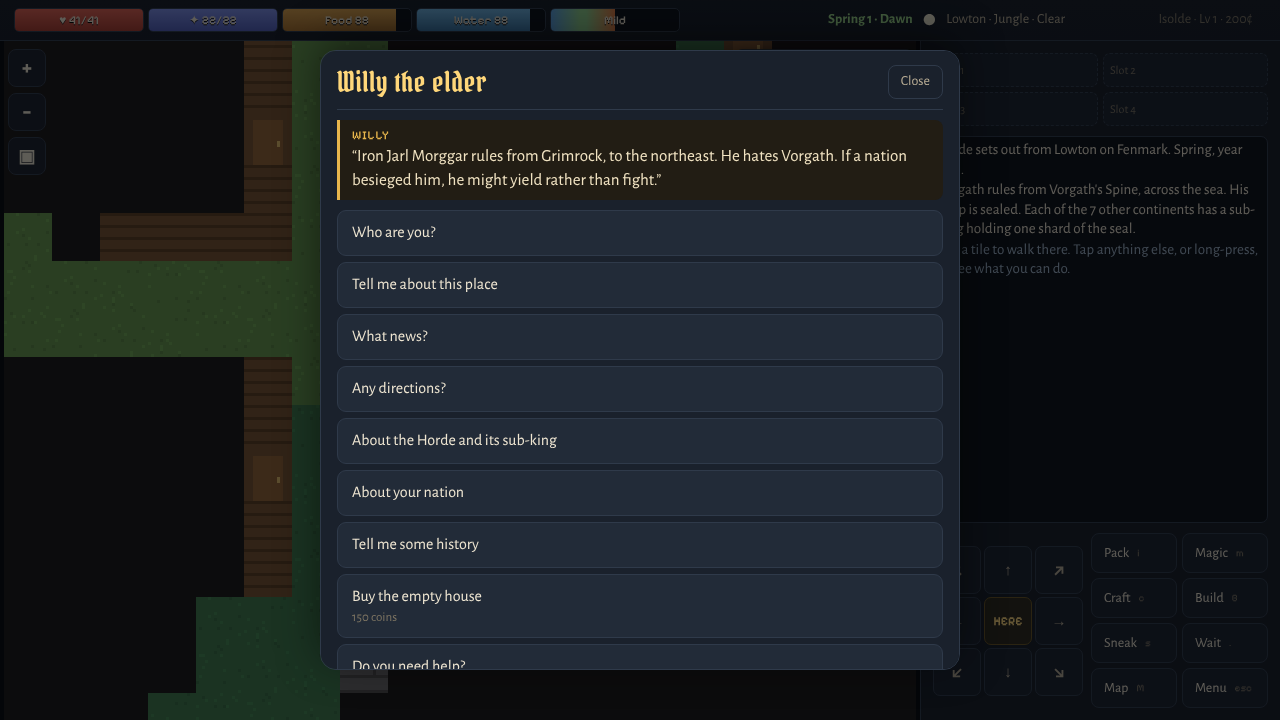 ♥ 41/41
✦ 22/22
Food 98
Water 98
Mild
Spring 1 · Dawn
Lowton · Jungle · Clear
Isolde · Lv 1 · 200¢
+
-
Willy the elder
Close
WILLY
“Iron Jarl Morggar rules from Grimrock, to the northeast. He hates Vorgath. If a nation
besieged him, he might yield rather than fight.”
Who are you?
Tell me about this place
What news?
Any directions?
About the Horde and its sub-king
About your nation
Tell me some history
Buy the empty house
150 coins
Do you need help?
Slot 2
Slot 4
sets out from Lowton on Fenmark. Spring, year
rules from Vorgath's Spine, across the sea. His
is sealed. Each of the 7 other continents has a sub-
holding one shard of the seal.
a tile to walk there. Tap anything else, or long-press,
what you can do.
↑ ↗
HERE →
↙ ↓ ↘
Pack i
Magic m
Craft c
Build B
Sneak s
Wait .
Map M
Menu esc